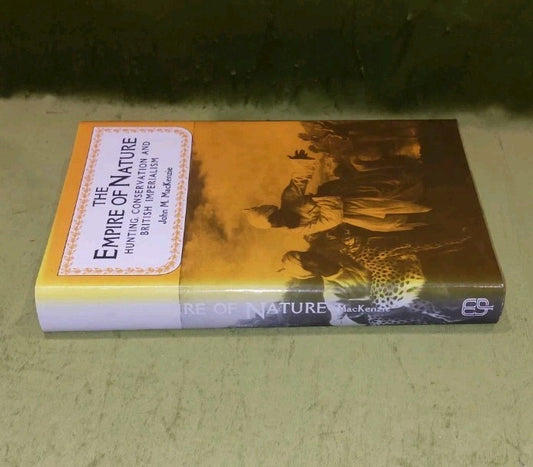 THE
EMPIRE OF NATURE
HUNTING, CONSERVATION AND
BRITISH IMPERIALISM
John M. MacKenzie
RE OF NATURE
MacKenzie